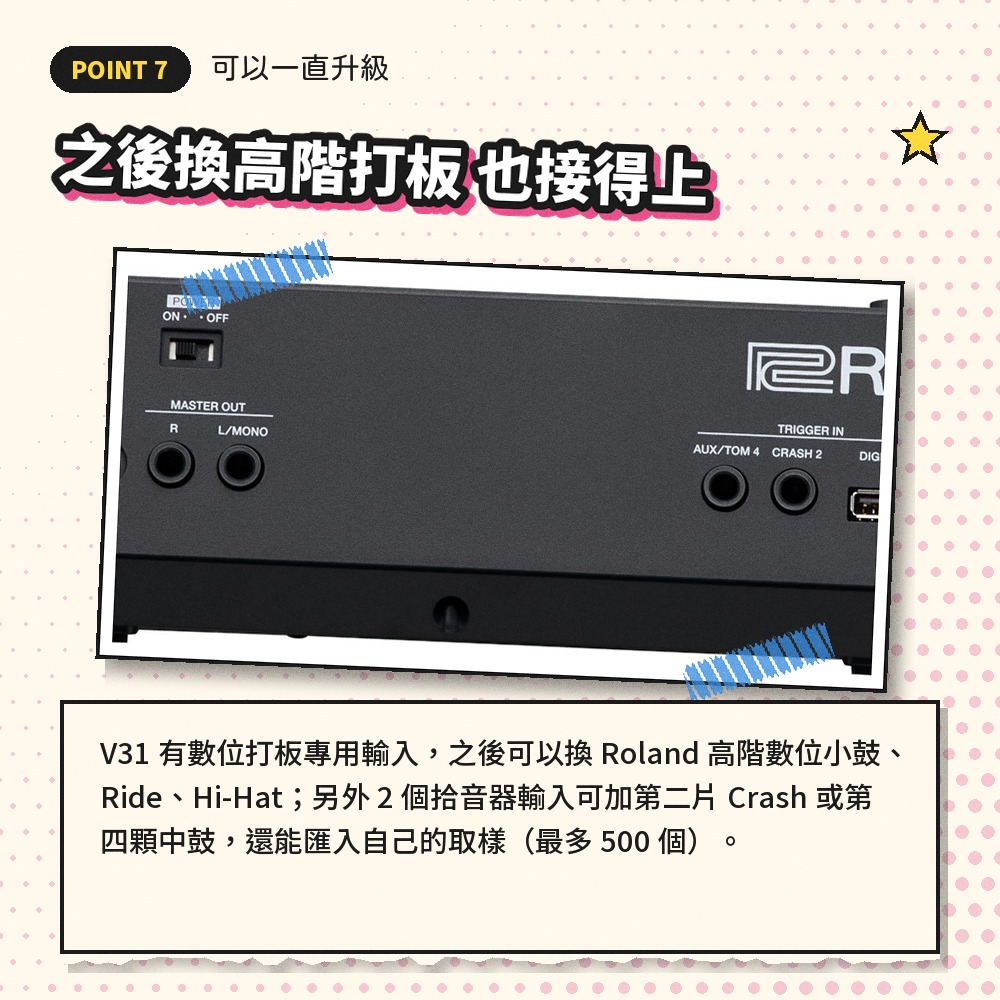 POINT 7
可以一直升級
之後換高階打板 也接得上
ON · · OFF
MASTER OUT
R
L/MONO
R
TRIGGER IN
AUX/TOM 4
CRASH 2
DIG
V31 有數位打板專用輸入，之後可以換 Roland 高階數位小鼓、
Ride、Hi-Hat；另外 2 個拾音器輸入可加第二片 Crash 或第
四顆中鼓，還能匯入自己的取樣（最多 500 個）。